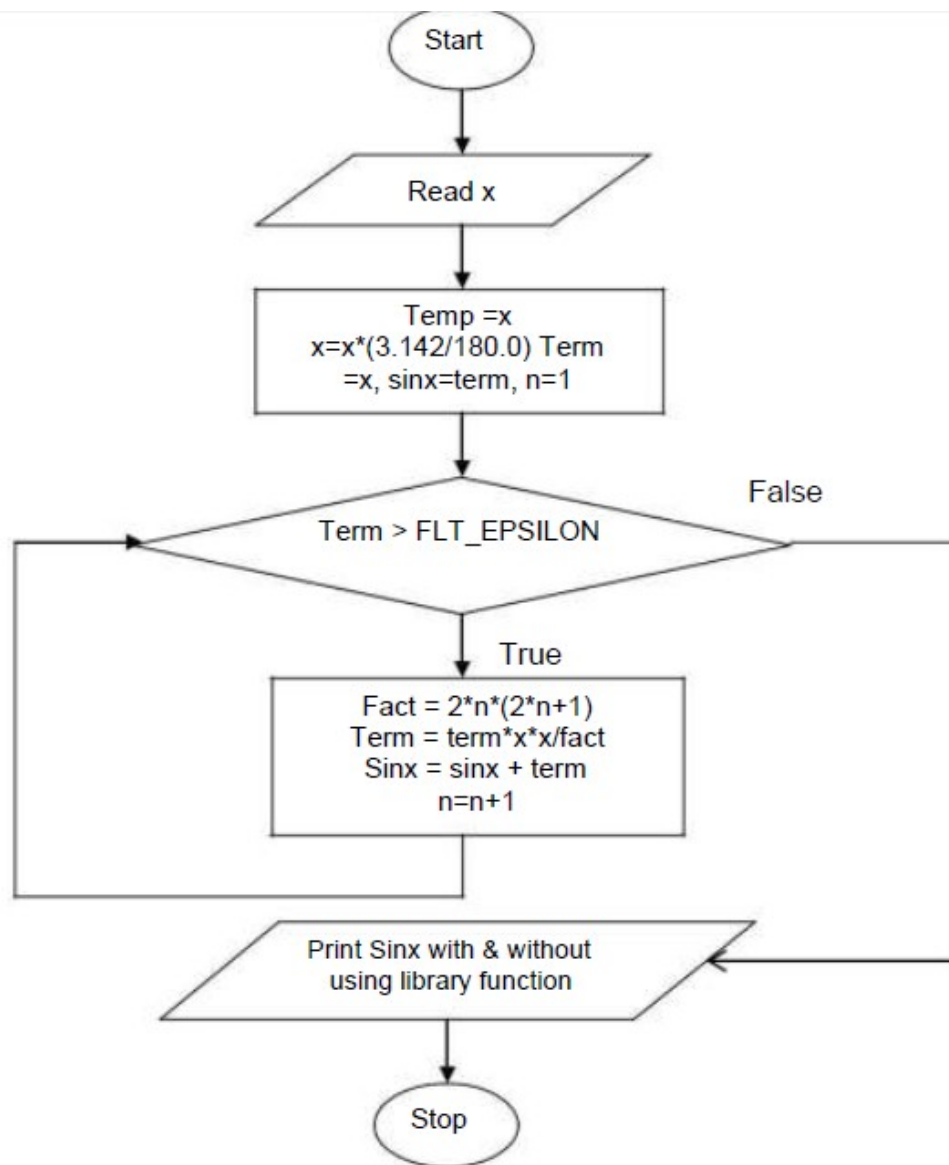 Start
Read x
Temp =x
x=x*(3.142/180.0) Term
=x, sinx=term, n=1
False
Term > FLT_EPSILON
True
Fact = 2*n*(2*n+1)
Term = term*x*x/fact
Sinx = sinx + term
n=n+1
Print Sinx with & without
using library function
Stop